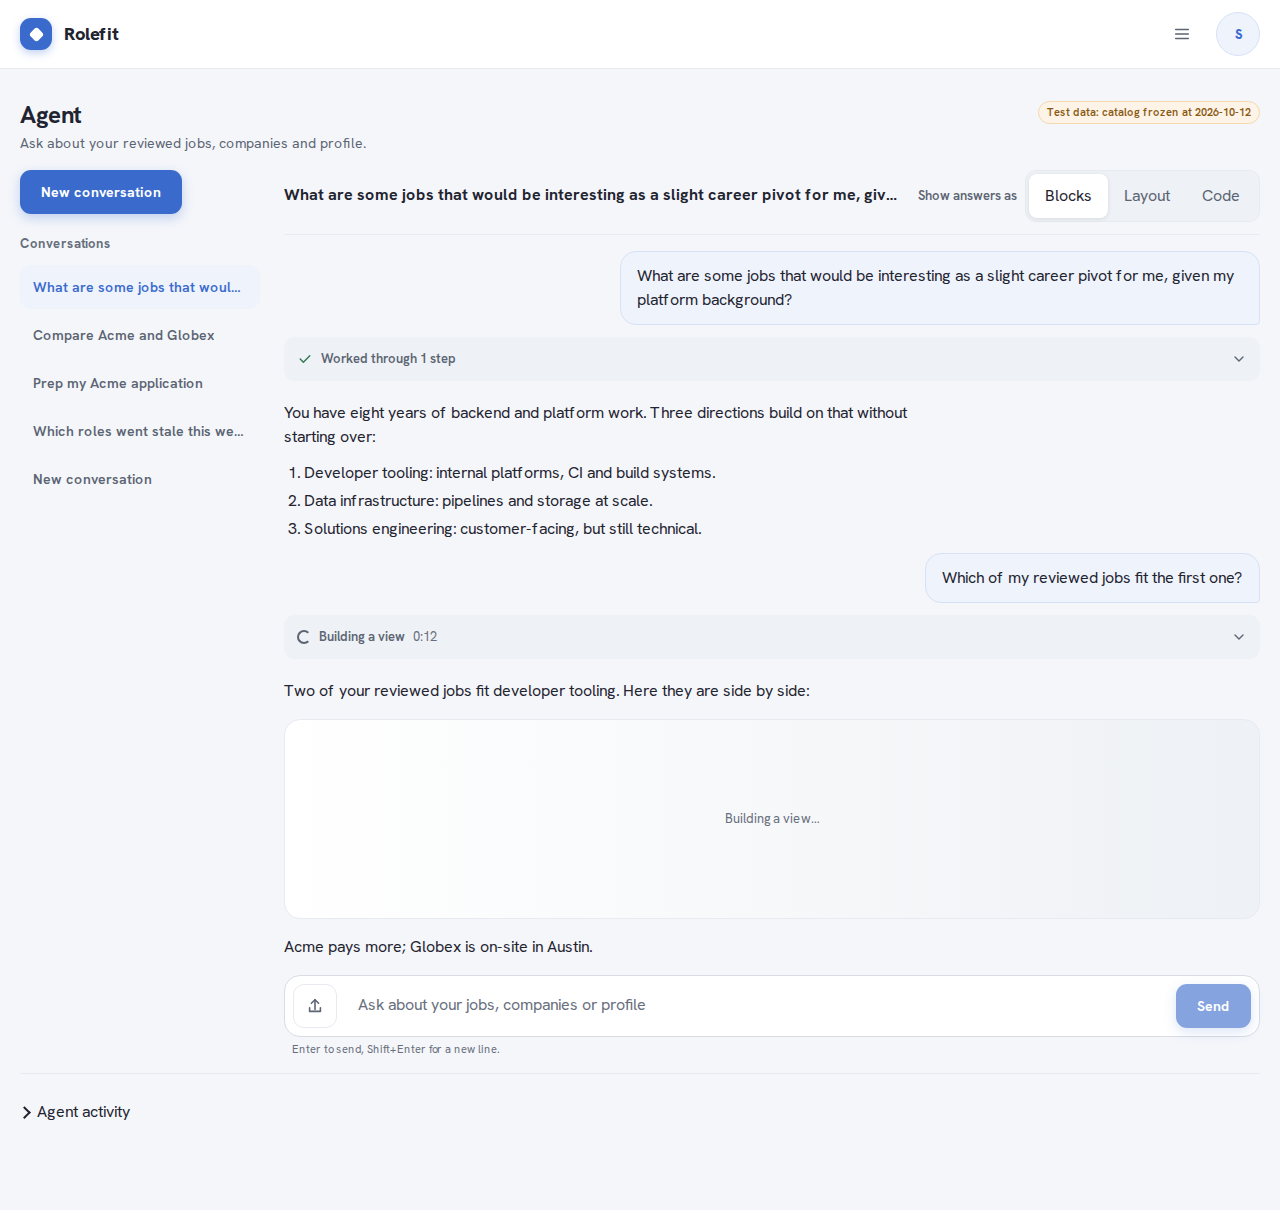 Rolefit
S
Agent
Test data: catalog frozen at 2026-10-12
Ask about your reviewed jobs, companies and profile.
New conversation
Conversations
What are some jobs that woul...
Compare Acme and Globex
Prep my Acme application
Which roles went stale this we...
New conversation
What are some jobs that would be interesting as a slight career pivot for me, giv...
Show answers as
Blocks
Layout
Code
What are some jobs that would be interesting as a slight career pivot for me, given my
platform background?
Worked through 1 step
You have eight years of backend and platform work. Three directions build on that without
starting over:
1. Developer tooling: internal platforms, CI and build systems.
2. Data infrastructure: pipelines and storage at scale.
3. Solutions engineering: customer-facing, but still technical.
Which of my reviewed jobs fit the first one?
Building a view 0:12
Two of your reviewed jobs fit developer tooling. Here they are side by side:
Building a view...
Acme pays more; Globex is on-site in Austin.
Ask about your jobs, companies or profile
Send
Enter to send, Shift+Enter for a new line.
Agent activity